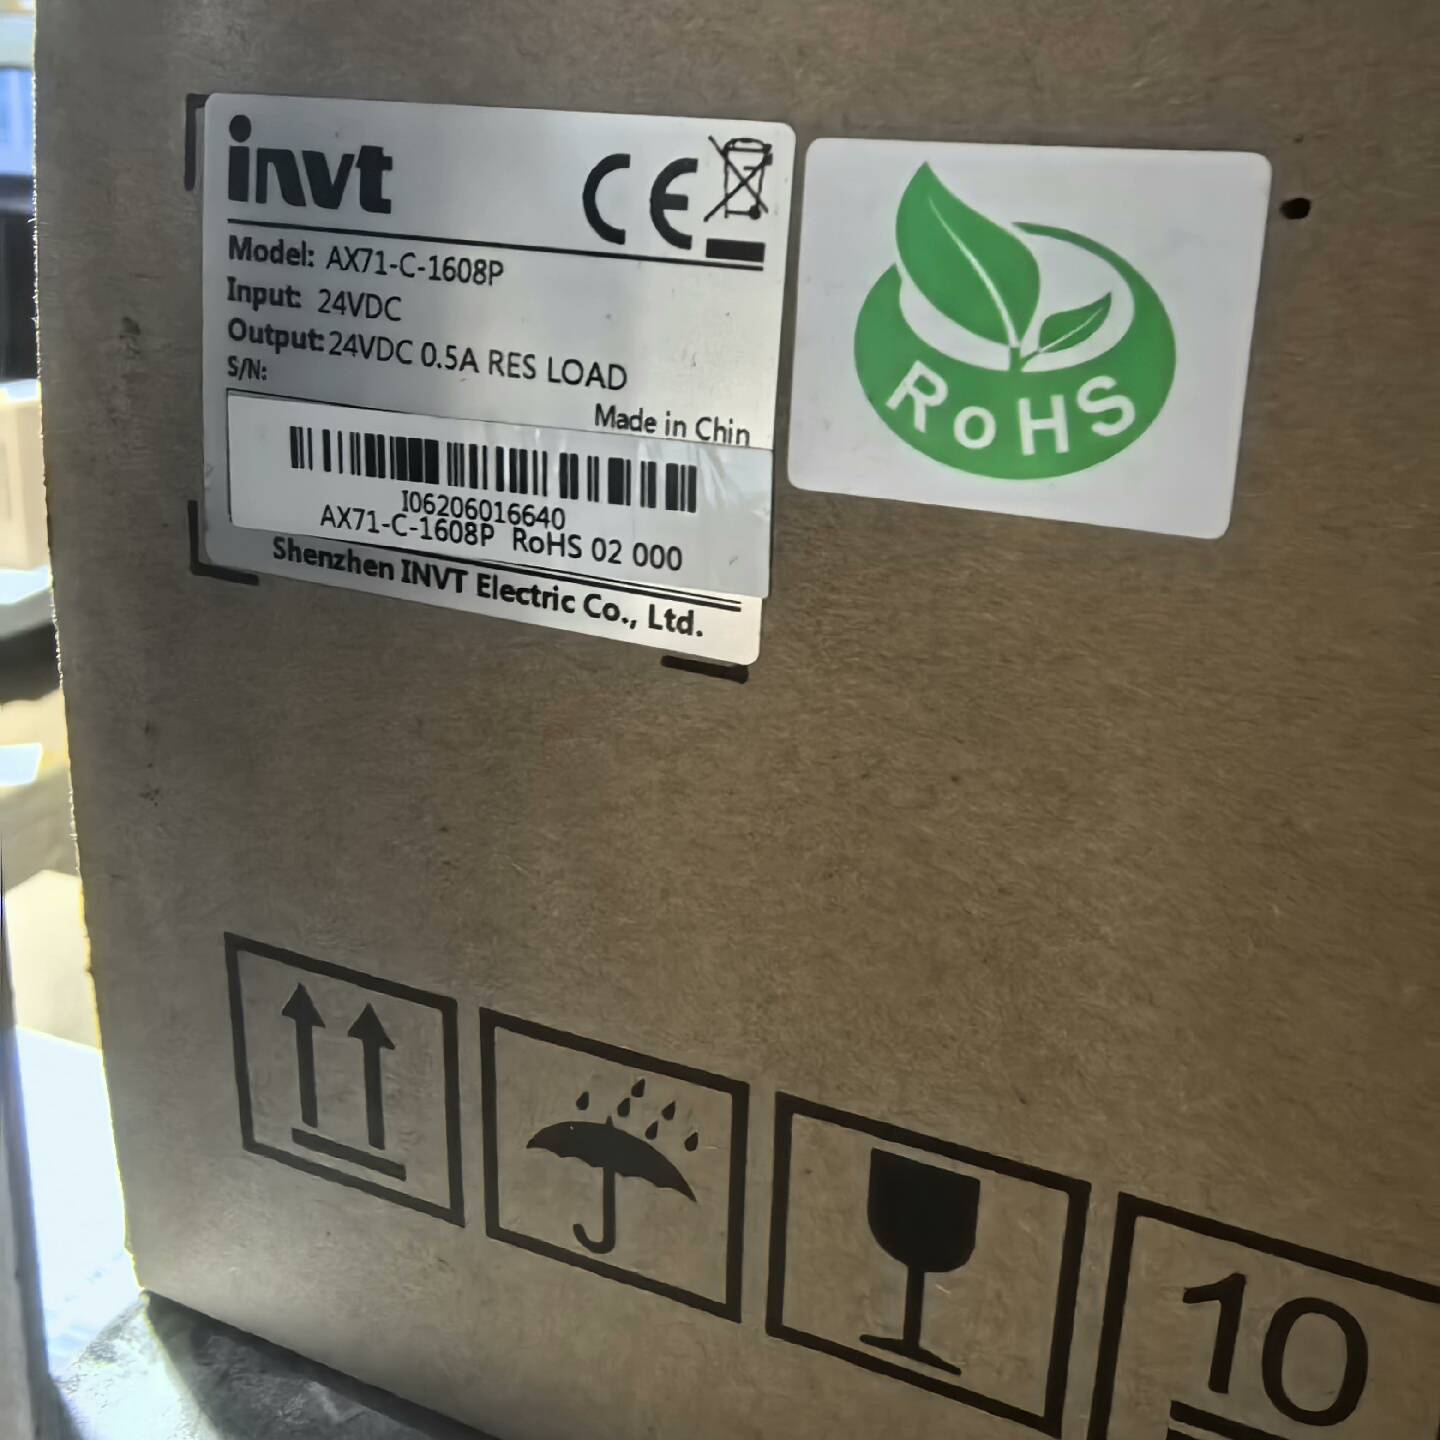 invt
CE
Model: AX71-C-1608P
Input: 24VDC
Output: 24VDC 0.5A RES LOAD
S/N:
Made in Chin
I06206016640
AX71-C-1608P RoHS 02 000
Shenzhen INVT Electric Co., Ltd.
RoHS
10